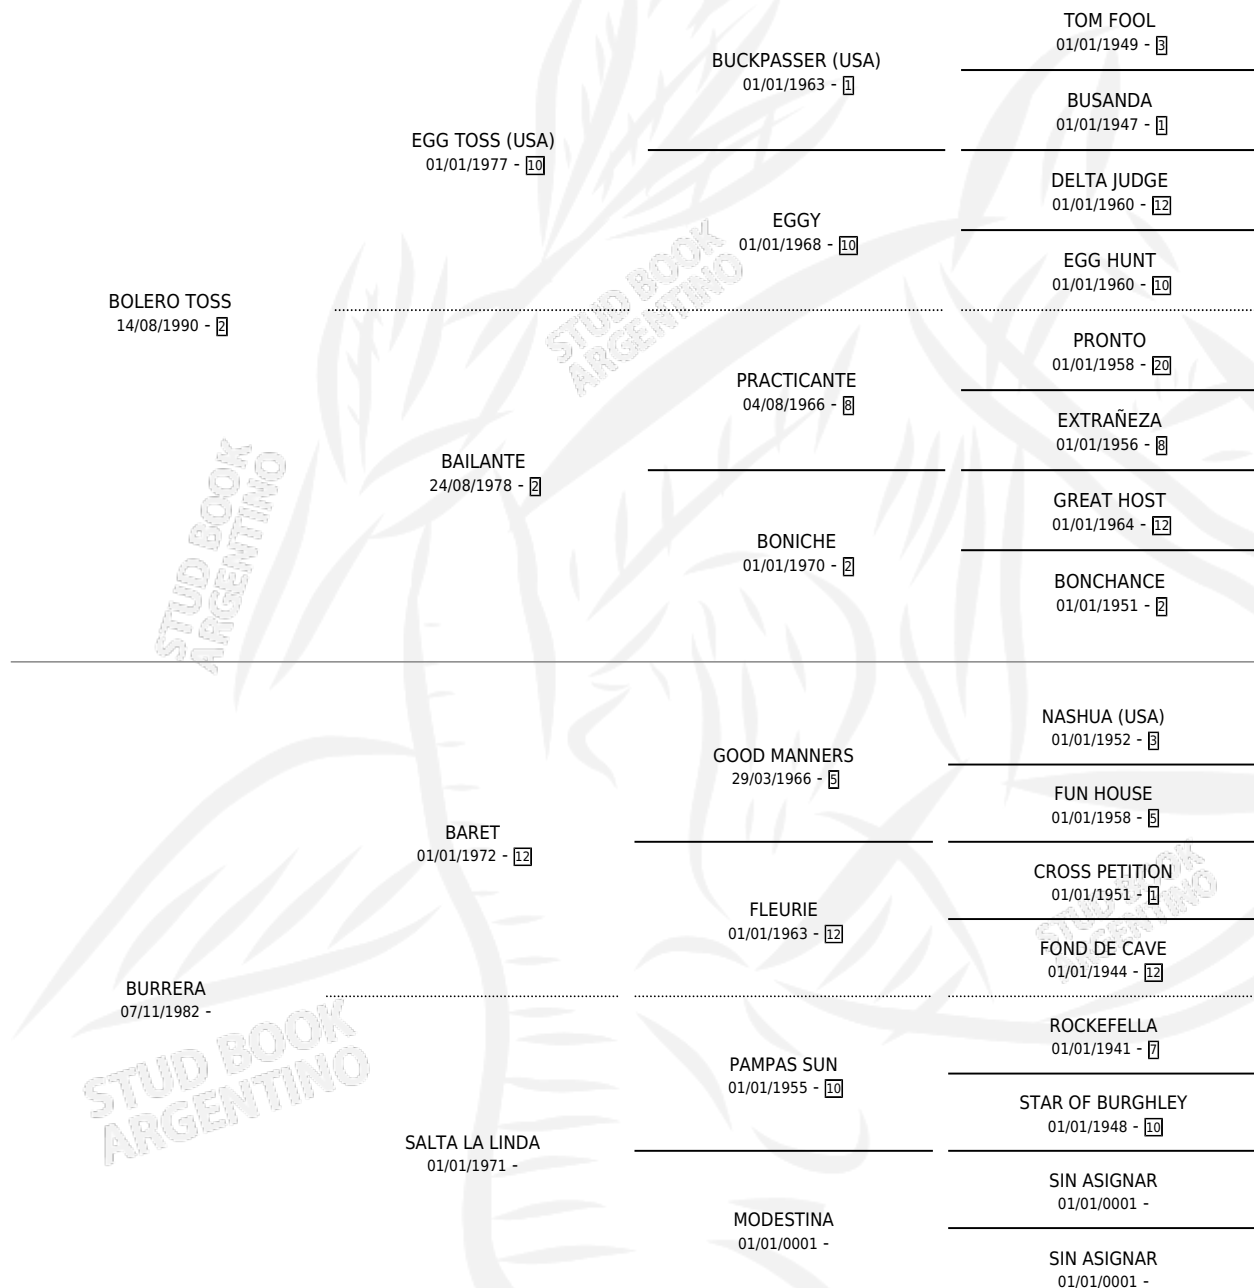 TOM FOOL
01/01/1949 - 3
BUCKPASSER (USA)
01/01/1963 - 1
BUSANDA
01/01/1947 - 1
EGG TOSS (USA)
01/01/1977 - 10
DELTA JUDGE
01/01/1960 - 12
EGGY
01/01/1968 - 10
EGG HUNT
01/01/1960 - 10
BOLERO TOSS
14/08/1990 - 2
PRONTO
01/01/1958 - 20
PRACTICANTE
04/08/1966 - 8
EXTRAÑEZA
01/01/1956 - 8
BAILANTE
24/08/1978 - 2
GREAT HOST
01/01/1964 - 12
BONICHE
01/01/1970 - 2
BONCHANCE
01/01/1951 - 2
NASHUA (USA)
01/01/1952 - 3
GOOD MANNERS
29/03/1966 - 5
FUN HOUSE
01/01/1958 - 5
BARET
01/01/1972 - 12
CROSS PETITION
01/01/1951 - 1
FLEURIE
01/01/1963 - 12
FOND DE CAVE
01/01/1944 - 12
BURRERA
07/11/1982 -
ROCKEFELLA
01/01/1941 - 7
PAMPAS SUN
01/01/1955 - 10
STAR OF BURGHLEY
01/01/1948 - 10
SALTA LA LINDA
01/01/1971 -
SIN ASIGNAR
01/01/0001 -
MODESTINA
01/01/0001 -
SIN ASIGNAR
01/01/0001 -
STUD BOOK
ARGENTINO
STUD BOOK
ARGENTINO
STUD BOOK
ARGENTINO
STUD BOOK
ARGENTINO